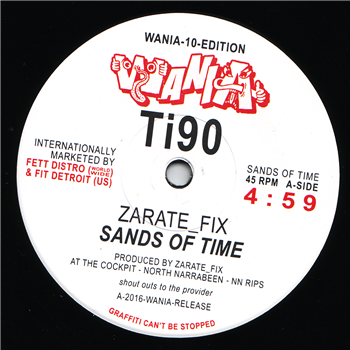 WANIA-10-EDITION
WANIA
Ti90
INTERNATIONALLY
MARKETED BY
FETT DISTRO (WORLD WIDE)
& FIT DETROIT (US)
SANDS OF TIME
45 RPM A-SIDE
4:59
ZARATE_FIX
SANDS OF TIME
PRODUCED BY ZARATE_FIX
AT THE COCKPIT - NORTH NARRABEEN - NN RIPS
shout outs to the provider
A-2016-WANIA-RELEASE
GRAFFITI CAN'T BE STOPPED